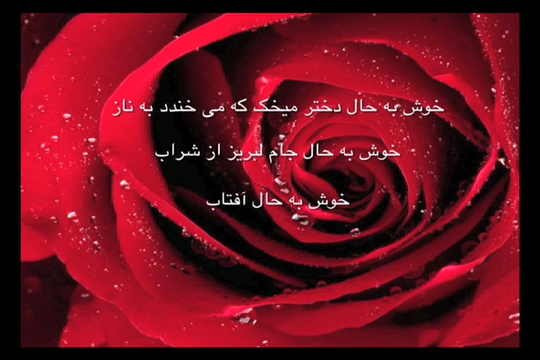 خوش به حال دختر میخک که می خندد به ناز
خوش به حال جام لبریز از شراب
خوش به حال آفتاب